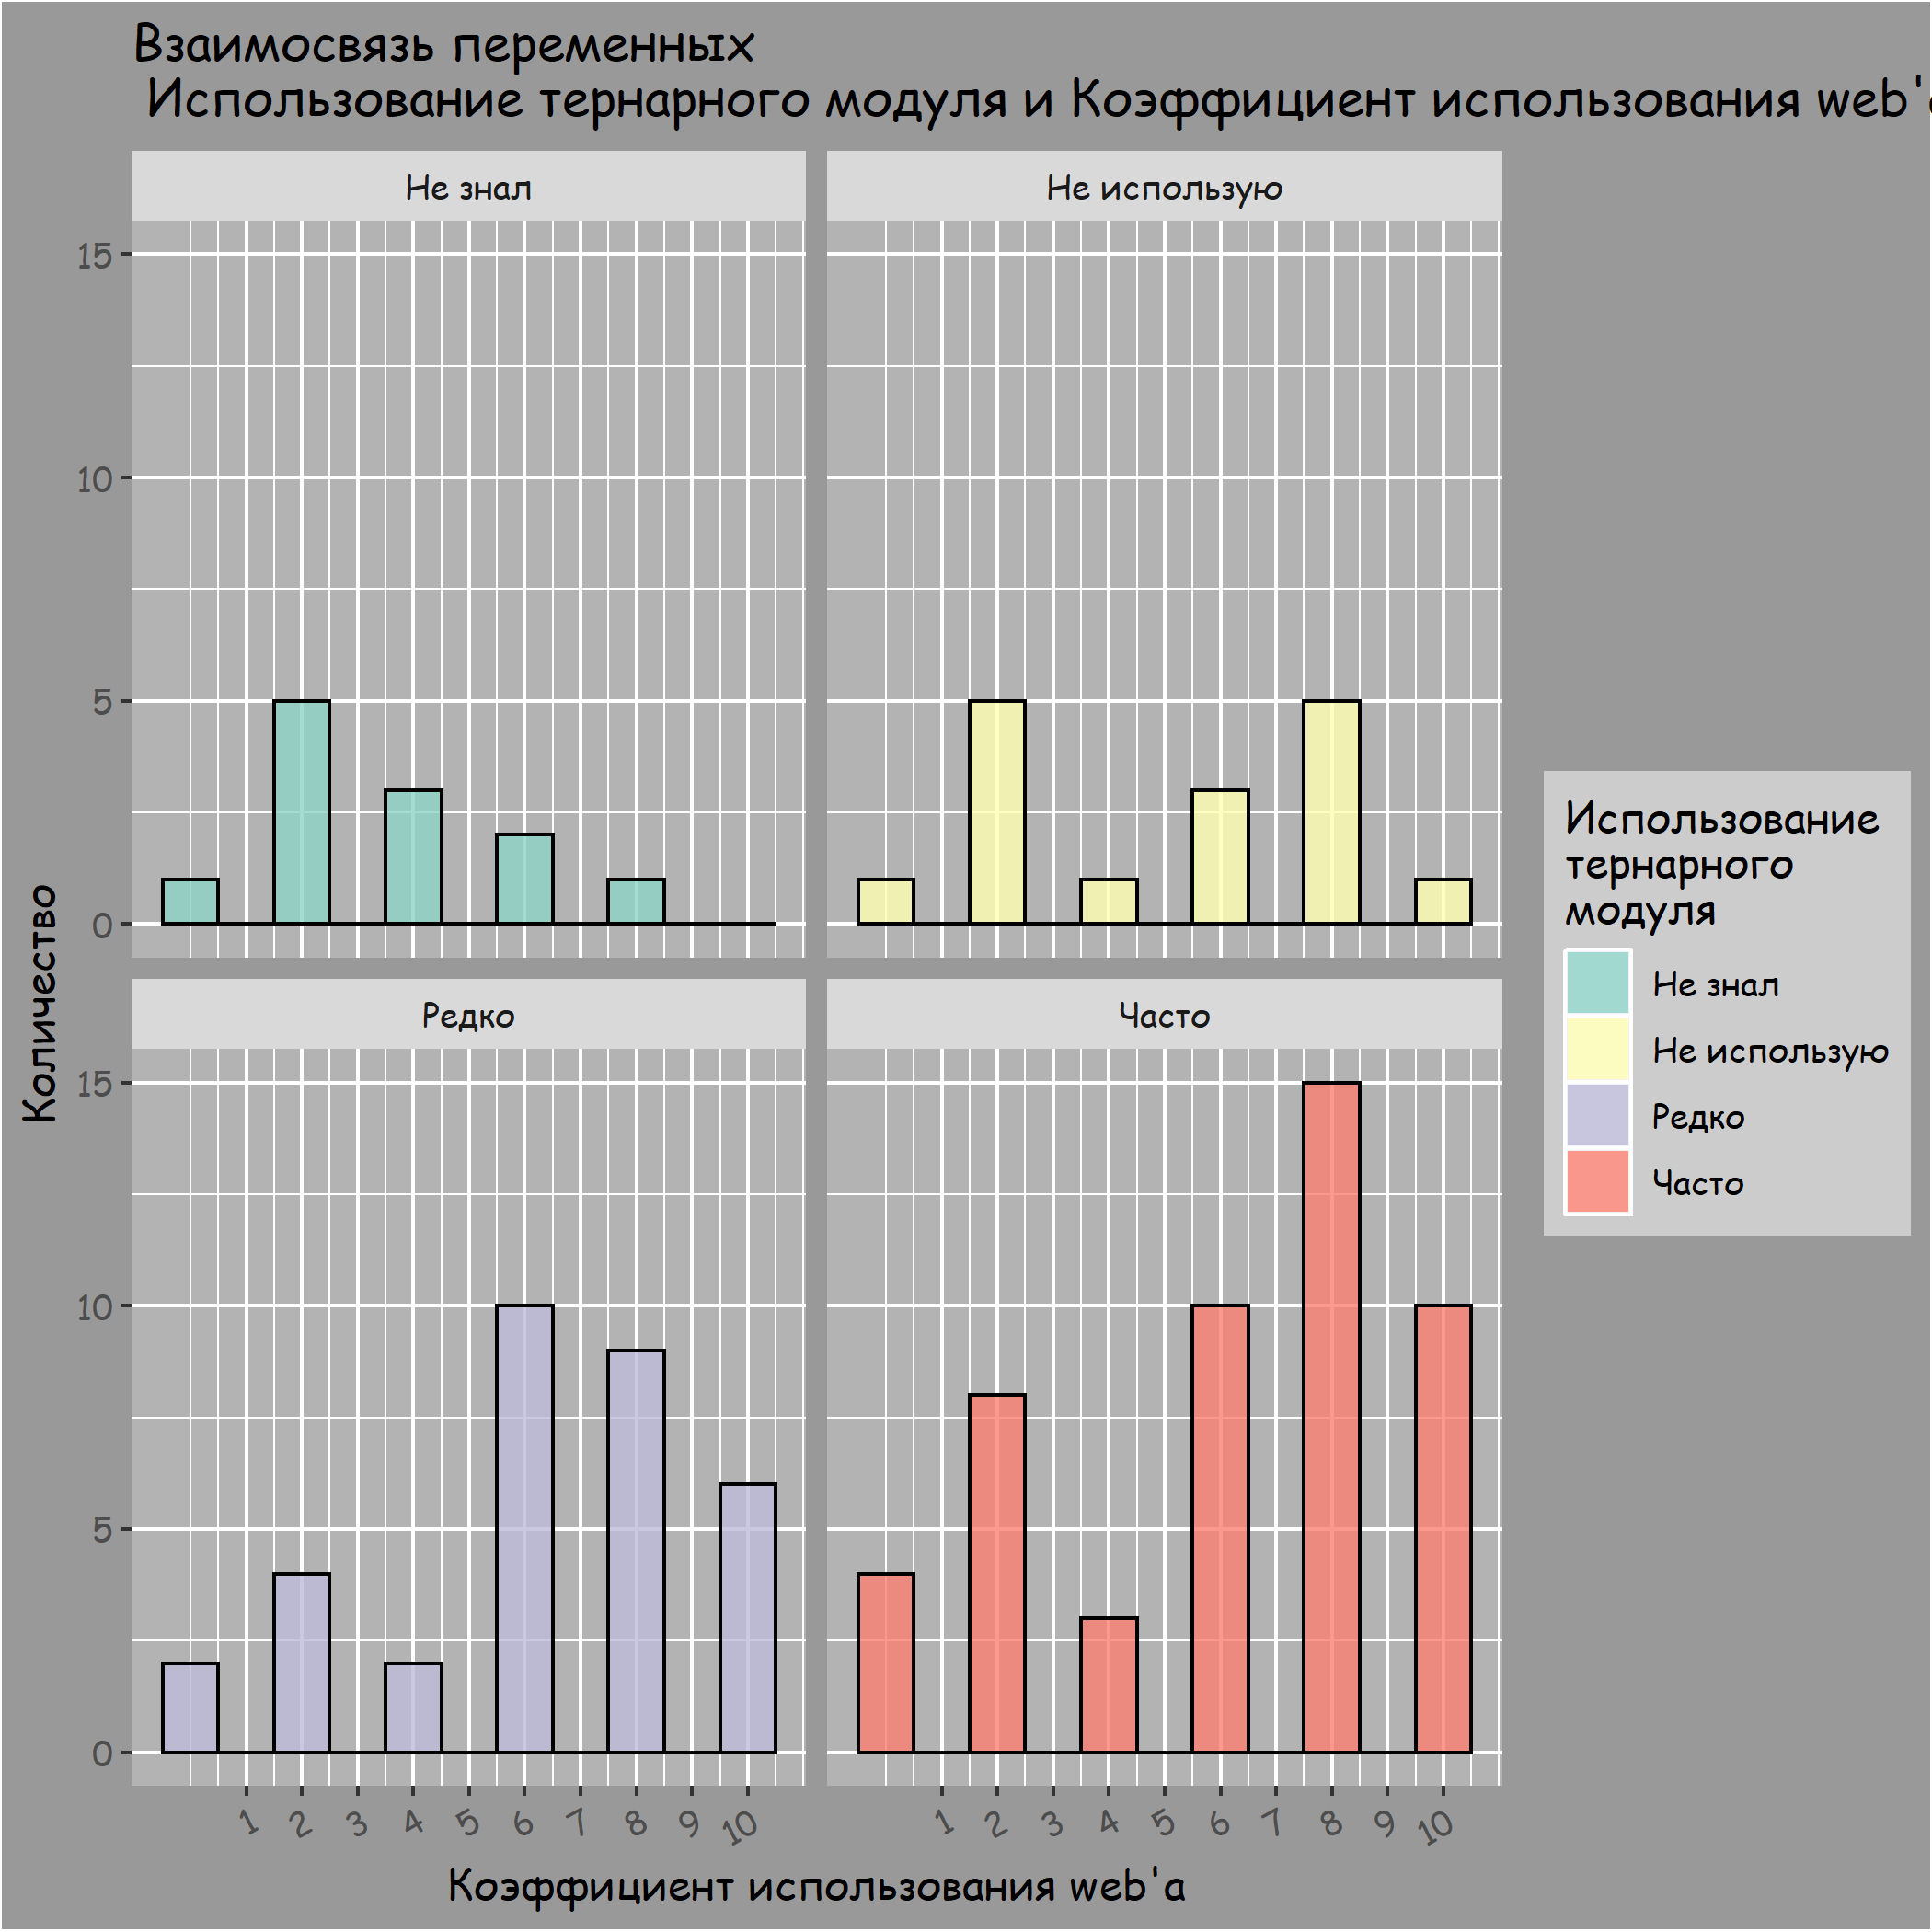 Взаимосвязь переменных
Использование тернарного модуля и Коэффициент использования web'
Не знал
Не использую
15
10
5
0
Количество
Редко
Часто
15
10
5
0
1 2 3 4 5 6 7 8 9 10
1 2 3 4 5 6 7 8 9 10
Коэффициент использования web'а
Использование
тернарного
модуля
Не знал
Не использую
Редко
Часто